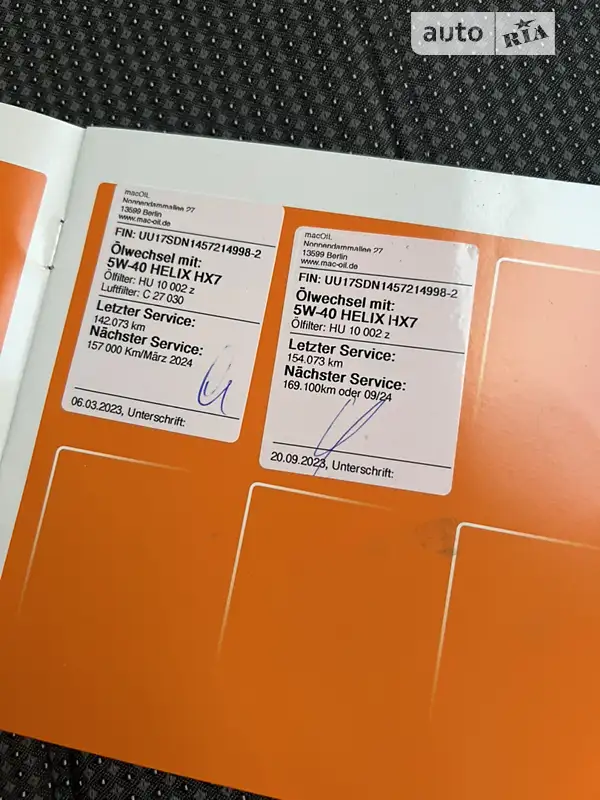 auto RIA
macOIL
Nonnendammallee 27
13599 Berlin
www.mac-oil.de
FIN: UU17SDN1457214998-2
Ölwechsel mit:
5W-40 HELIX HX7
Ölfilter: HU 10 002 z
Luftfilter: C 27 030
Letzter Service:
142.073 km
Nächster Service:
157 000 Km/März 2024
06.03.2023, Unterschrift:
macOIL
Nonnendammallee 27
13599 Berlin
www.mac-oil.de
FIN: UU17SDN1457214998-2
Ölwechsel mit:
5W-40 HELIX HX7
Ölfilter: HU 10 002 z
Letzter Service:
154.073 km
Nächster Service:
169.100km oder 09/24
20.09.2023, Unterschrift: